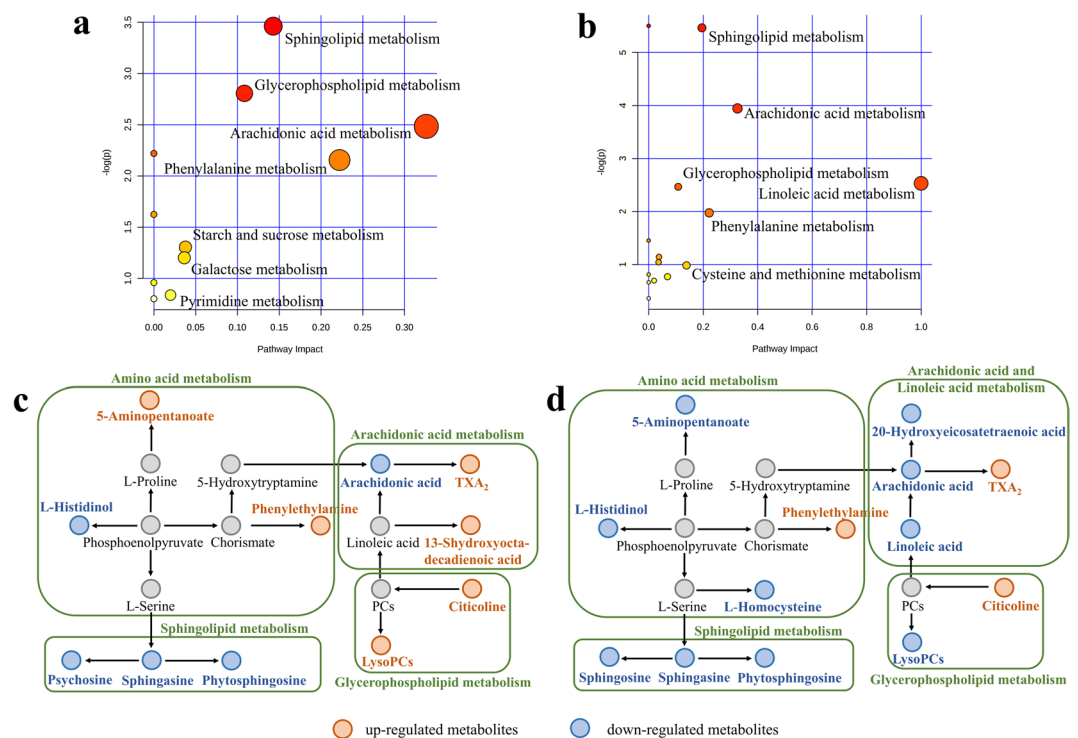 a
3.5
3.0
2.5
2.0
1.5
1.0
-log(p)
Sphingolipid metabolism
Glycerophospholipid metabolism
Arachidonic acid metabolism
Phenylalanine metabolism
Starch and sucrose metabolism
Galactose metabolism
Pyrimidine metabolism
0.00 0.05 0.10 0.15 0.20 0.25 0.30
Pathway Impact
b
5
4
3
2
1
-log(p)
Sphingolipid metabolism
Arachidonic acid metabolism
Glycerophospholipid metabolism
Linoleic acid metabolism
Phenylalanine metabolism
Cysteine and methionine metabolism
0.0 0.2 0.4 0.6 0.8 1.0
Pathway Impact
c
Amino acid metabolism
5-Aminopentanoate
Arachidonic acid metabolism
L-Proline
5-Hydroxytryptamine
Arachidonic acid
TXA2
L-Histidinol
Phosphoenolpyruvate
Chorismate
Phenylethylamine
Linoleic acid
13-Shydroxyocta-
decadienoic acid
L-Serine
PCs
Citicoline
Sphingolipid metabolism
LysoPCs
Psychosine
Sphingasine
Phytosphingosine
Glycerophospholipid metabolism
d
Amino acid metabolism
Arachidonic acid and
Linoleic acid metabolism
5-Aminopentanoate
20-Hydroxyeicosatetraenoic acid
L-Proline
5-Hydroxytryptamine
Arachidonic acid
TXA2
L-Histidinol
Phenylethylamine
Phosphoenolpyruvate
Chorismate
Linoleic acid
L-Serine
L-Homocysteine
PCs
Citicoline
Sphingolipid metabolism
LysoPCs
Sphingosine
Sphingasine
Phytosphingosine
Glycerophospholipid metabolism
up-regulated metabolites
down-regulated metabolites